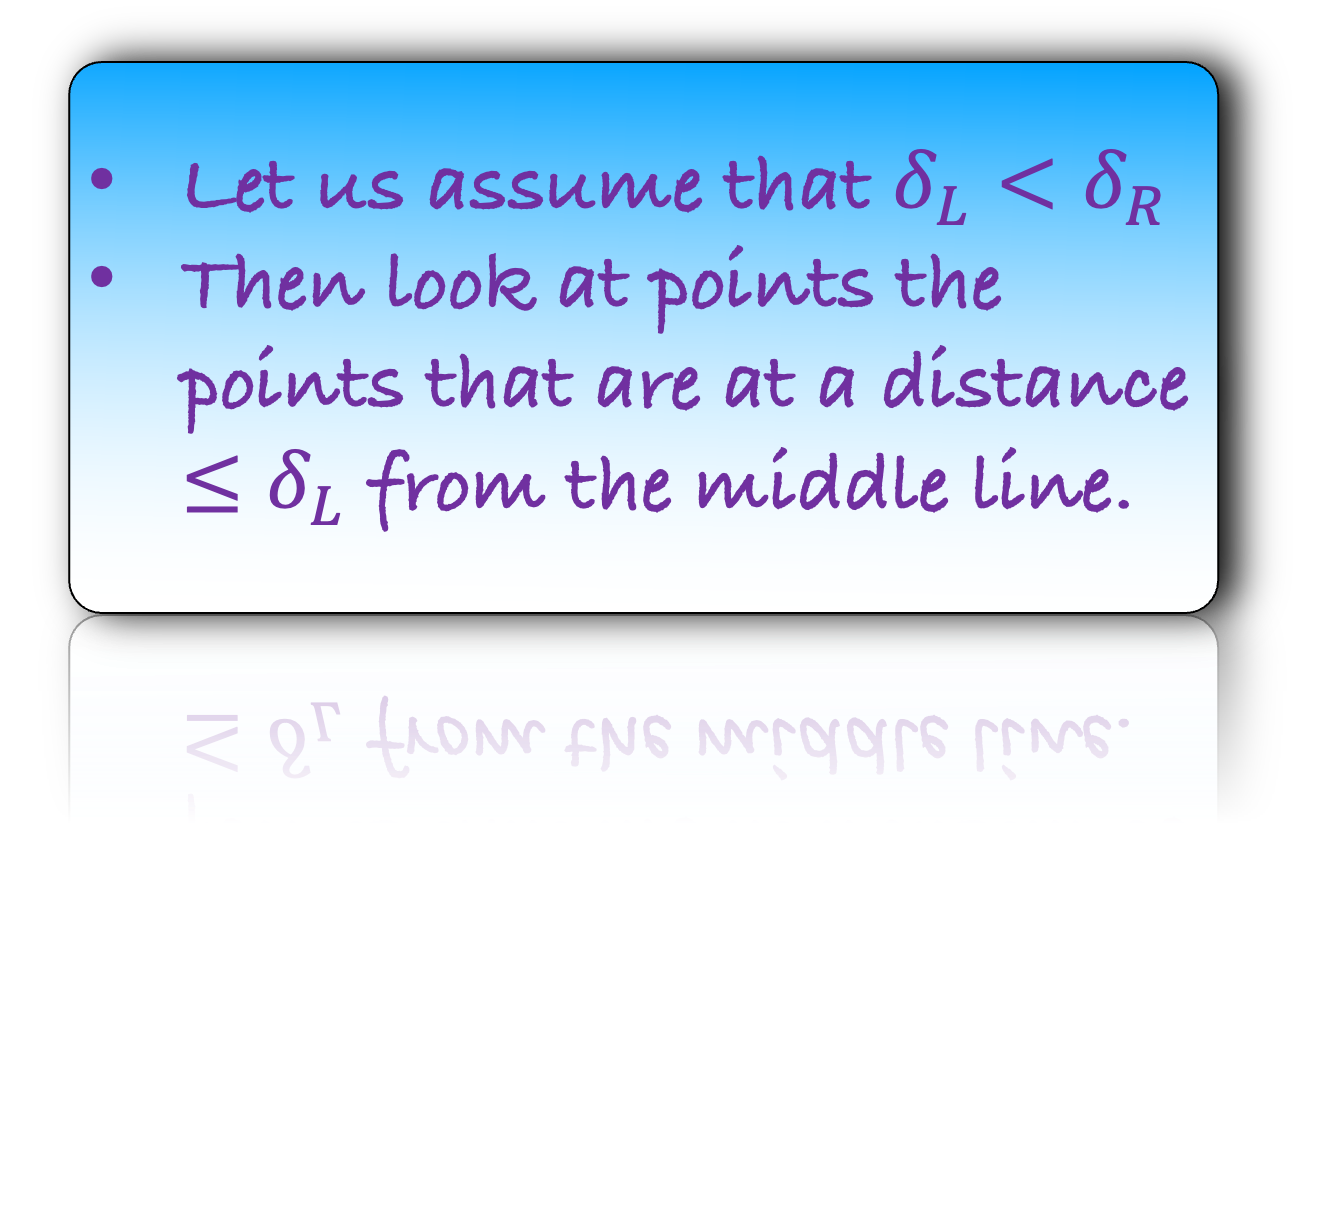 • Let us assume that δ_L < δ_R
• Then look at points the
points that are at a distance
≤ δ_L from the middle line.